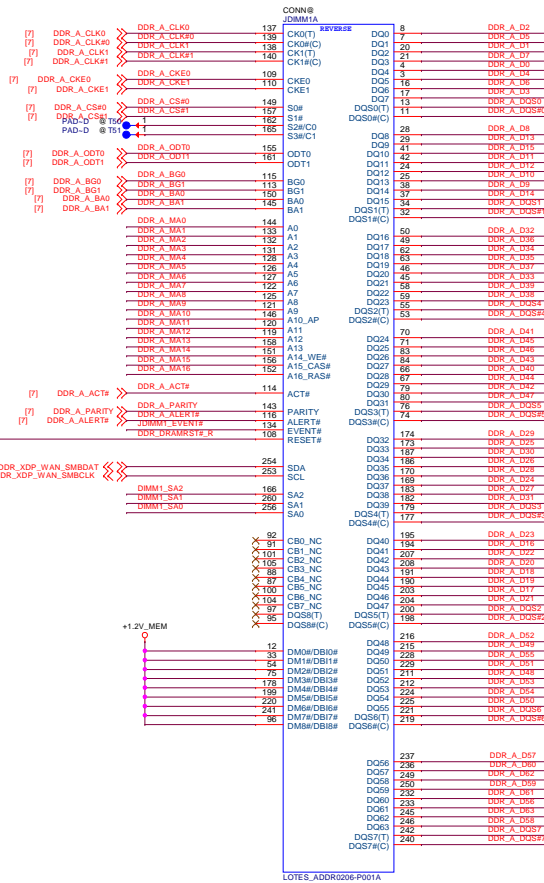 CONN@
JDIMM1A
REVERSE
[7] DDR_A_CLK0 DDR_A_CLK0 137 CK0(T) DQ0 8 DDR_A_D2
[7] DDR_A_CLK#0 DDR_A_CLK#0 139 CK0#(C) DQ1 7 DDR_A_D5
[7] DDR_A_CLK1 DDR_A_CLK1 138 CK1(T) DQ2 20 DDR_A_D1
[7] DDR_A_CLK#1 DDR_A_CLK#1 140 CK1#(C) DQ3 21 DDR_A_D7
DQ4 4 DDR_A_D0
[7] DDR_A_CKE0 DDR_A_CKE0 109 CKE0 DQ5 3 DDR_A_D4
[7] DDR_A_CKE1 DDR_A_CKE1 110 CKE1 DQ6 16 DDR_A_D6
DQ7 17 DDR_A_D3
[7] DDR_A_CS#0 DDR_A_CS#0 149 S0# DQS0(T) 13 DDR_A_DQS0
[7] DDR_A_CS#1 DDR_A_CS#1 157 S1# DQS0#(C) 11 DDR_A_DQS#0
PAD~D @ T50 1 162 S2#/C0
PAD~D @ T51 1 165 S3#/C1 DQ8 28 DDR_A_D8
DQ9 29 DDR_A_D13
[7] DDR_A_ODT0 DDR_A_ODT0 155 ODT0 DQ10 41 DDR_A_D15
[7] DDR_A_ODT1 DDR_A_ODT1 161 ODT1 DQ11 42 DDR_A_D11
DQ12 24 DDR_A_D12
[7] DDR_A_BG0 DDR_A_BG0 115 BG0 DQ13 25 DDR_A_D10
[7] DDR_A_BG1 DDR_A_BG1 113 BG1 DQ14 38 DDR_A_D9
[7] DDR_A_BA0 DDR_A_BA0 150 BA0 DQ15 37 DDR_A_D14
[7] DDR_A_BA1 DDR_A_BA1 145 BA1 DQS1(T) 34 DDR_A_DQS1
DQS1#(C) 32 DDR_A_DQS#1
DDR_A_MA0 144 A0
DDR_A_MA1 133 A1 DQ16 50 DDR_A_D32
DDR_A_MA2 132 A2 DQ17 49 DDR_A_D36
DDR_A_MA3 131 A3 DQ18 62 DDR_A_D34
DDR_A_MA4 128 A4 DQ19 63 DDR_A_D35
DDR_A_MA5 126 A5 DQ20 46 DDR_A_D37
DDR_A_MA6 127 A6 DQ21 45 DDR_A_D33
DDR_A_MA7 122 A7 DQ22 58 DDR_A_D39
DDR_A_MA8 125 A8 DQ23 59 DDR_A_D38
DDR_A_MA9 121 A9 DQS2(T) 55 DDR_A_DQS4
DDR_A_MA10 146 A10_AP DQS2#(C) 53 DDR_A_DQS#4
DDR_A_MA11 120 A11
DDR_A_MA12 119 A12 DQ24 70 DDR_A_D41
DDR_A_MA13 158 A13 DQ25 71 DDR_A_D45
DDR_A_MA14 151 A14_WE# DQ26 83 DDR_A_D46
DDR_A_MA15 156 A15_CAS# DQ27 84 DDR_A_D43
DDR_A_MA16 152 A16_RAS# DQ28 66 DDR_A_D40
DQ29 67 DDR_A_D44
[7] DDR_A_ACT# DDR_A_ACT# 114 ACT# DQ30 79 DDR_A_D42
DQ31 80 DDR_A_D47
[7] DDR_A_PARITY DDR_A_PARITY 143 PARITY DQS3(T) 76 DDR_A_DQS5
[7] DDR_A_ALERT# DDR_A_ALERT# 116 ALERT# DQS3#(C) 74 DDR_A_DQS#5
JDIMM1_EVENT# 134 EVENT#
DDR_DRAMRST#_R 108 RESET# DQ32 174 DDR_A_D29
DQ33 173 DDR_A_D25
DQ34 187 DDR_A_D30
DDR_XDP_WAN_SMBDAT 254 SDA DQ35 186 DDR_A_D26
DDR_XDP_WAN_SMBCLK 253 SCL DQ36 170 DDR_A_D28
DQ37 169 DDR_A_D24
DIMM1_SA2 166 SA2 DQ38 183 DDR_A_D27
DIMM1_SA1 260 SA1 DQ39 182 DDR_A_D31
DIMM1_SA0 256 SA0 DQS4(T) 179 DDR_A_DQS3
DQS4#(C) 177 DDR_A_DQS#3
92 CB0_NC DQ40 195 DDR_A_D23
91 CB1_NC DQ41 194 DDR_A_D16
101 CB2_NC DQ42 207 DDR_A_D22
105 CB3_NC DQ43 208 DDR_A_D20
88 CB4_NC DQ44 191 DDR_A_D18
87 CB5_NC DQ45 190 DDR_A_D19
100 CB6_NC DQ46 203 DDR_A_D17
104 CB7_NC DQ47 204 DDR_A_D21
97 DQS8(T) DQS5(T) 200 DDR_A_DQS2
95 DQS8#(C) DQS5#(C) 198 DDR_A_DQS#2
+1.2V_MEM
DQ48 216 DDR_A_D52
12 DM0#/DBI0# DQ49 215 DDR_A_D49
33 DM1#/DBI1# DQ50 228 DDR_A_D55
54 DM2#/DBI2# DQ51 229 DDR_A_D51
75 DM3#/DBI3# DQ52 211 DDR_A_D48
178 DM4#/DBI4# DQ53 212 DDR_A_D53
199 DM5#/DBI5# DQ54 224 DDR_A_D54
220 DM6#/DBI6# DQ55 225 DDR_A_D50
241 DM7#/DBI7# DQS6(T) 221 DDR_A_DQS6
96 DM8#/DBI8# DQS6#(C) 219 DDR_A_DQS#6
DQ56 237 DDR_A_D57
DQ57 236 DDR_A_D60
DQ58 249 DDR_A_D62
DQ59 250 DDR_A_D59
DQ60 232 DDR_A_D61
DQ61 233 DDR_A_D56
DQ62 245 DDR_A_D63
DQ63 246 DDR_A_D58
DQS7(T) 242 DDR_A_DQS7
DQS7#(C) 240 DDR_A_DQS#7
LOTES_ADDR0206-P001A